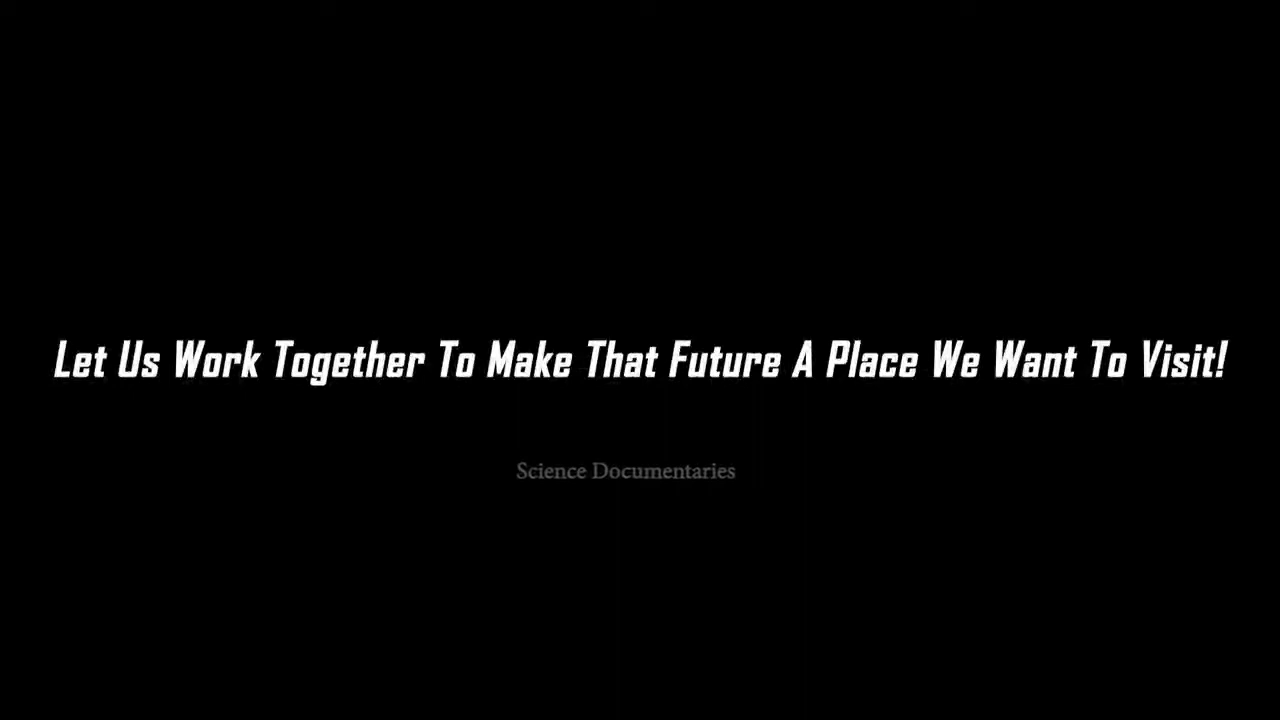 Let Us Work Together To Make That Future A Place We Want To Visit!
Science Documentaries